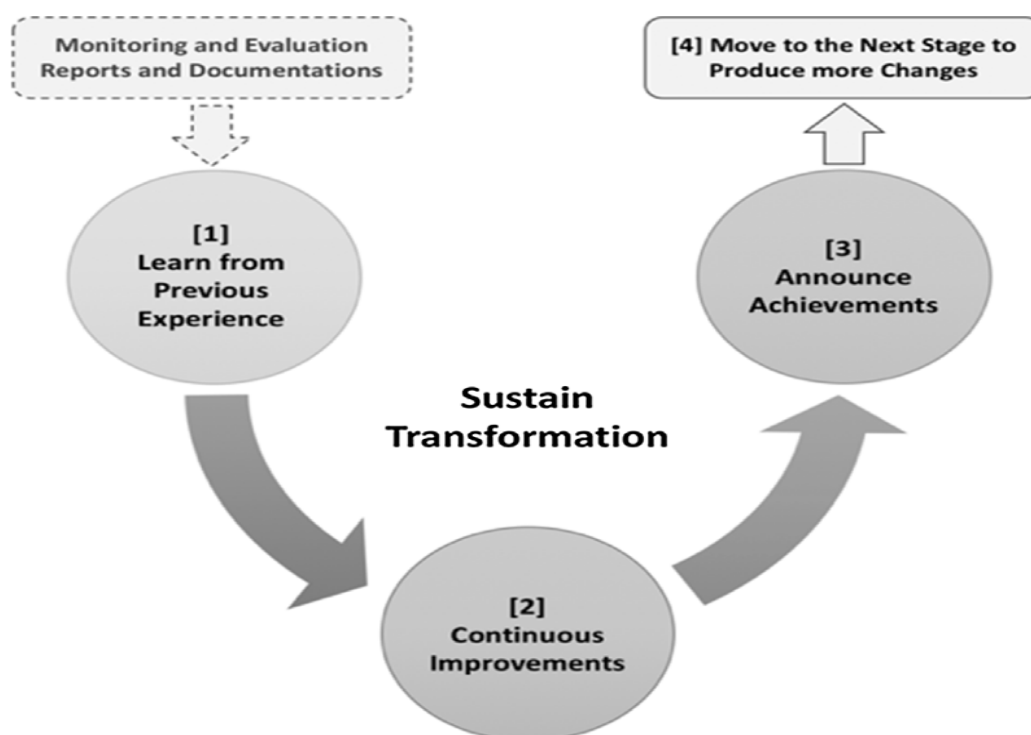 Monitoring and Evaluation
Reports and Documentations
[4] Move to the Next Stage to
Produce more Changes
[1]
Learn from
Previous
Experience
[3]
Announce
Achievements
Sustain
Transformation
[2]
Continuous
Improvements